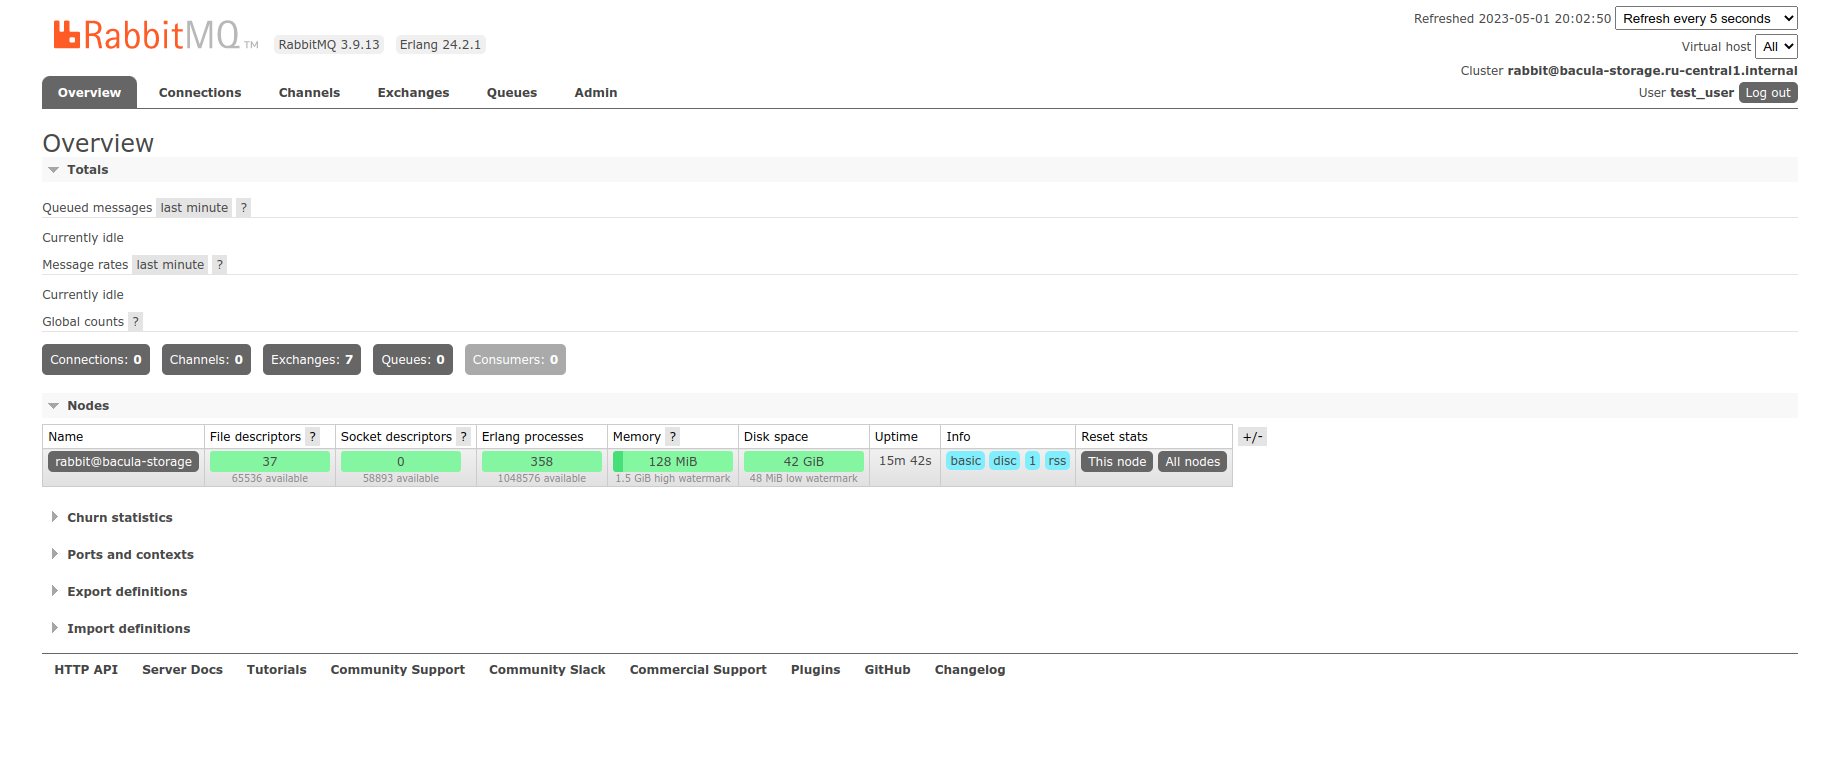 RabbitMQ TM RabbitMQ 3.9.13 Erlang 24.2.1
Refreshed 2023-05-01 20:02:50 Refresh every 5 seconds
Virtual host All
Cluster rabbit@bacula-storage.ru-central1.internal
User test_user Log out
Overview Connections Channels Exchanges Queues Admin
Overview
Totals
Queued messages last minute ?
Currently idle
Message rates last minute ?
Currently idle
Global counts ?
Connections: 0 Channels: 0 Exchanges: 7 Queues: 0 Consumers: 0
Nodes
Name File descriptors ? Socket descriptors ? Erlang processes Memory ? Disk space Uptime Info Reset stats +/-
rabbit@bacula-storage 37 0 358 128 MiB 42 GiB 15m 42s basic disc 1 rss This node All nodes
65536 available 58893 available 1048576 available 1.5 GiB high watermark 48 MiB low watermark
Churn statistics
Ports and contexts
Export definitions
Import definitions
HTTP API Server Docs Tutorials Community Support Community Slack Commercial Support Plugins GitHub Changelog